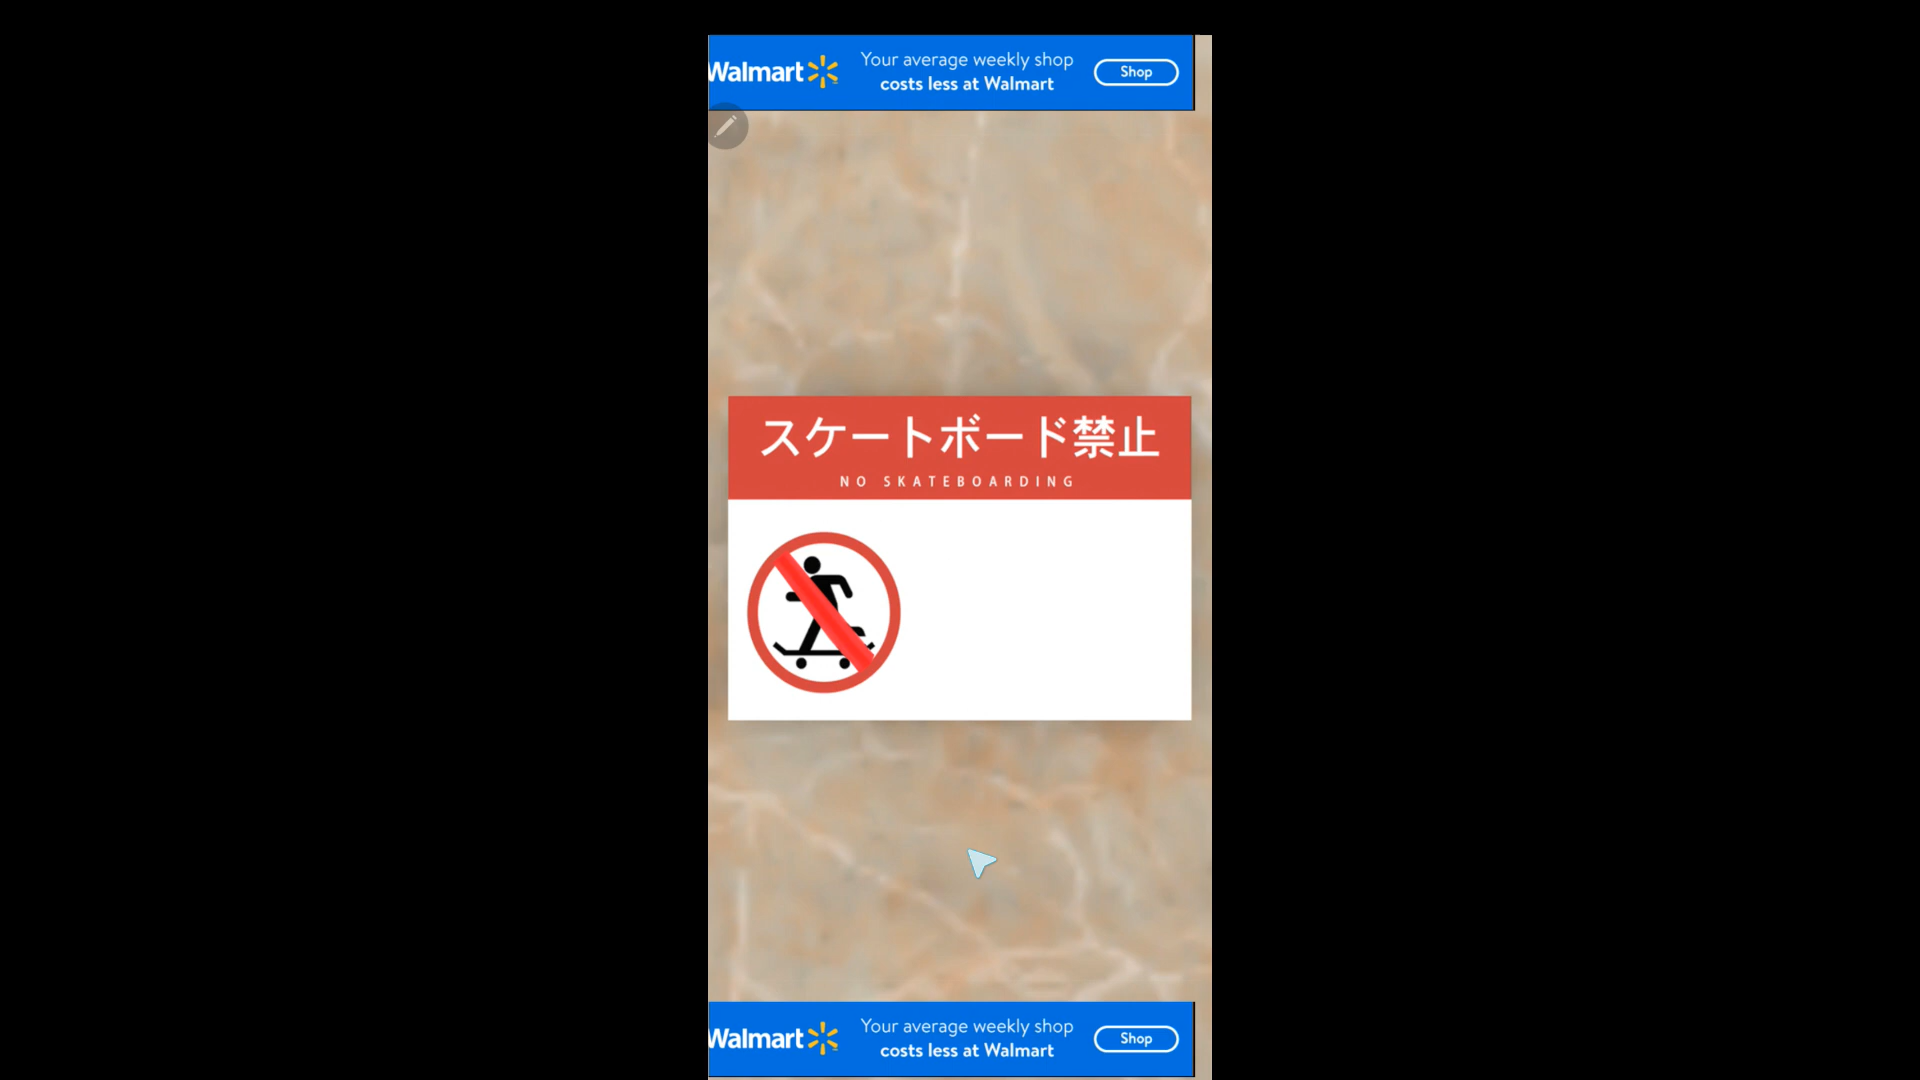 Walmart
Your average weekly shop
costs less at Walmart
Shop
スケートボード禁止
NO SKATEBOARDING
Walmart
Your average weekly shop
costs less at Walmart
Shop